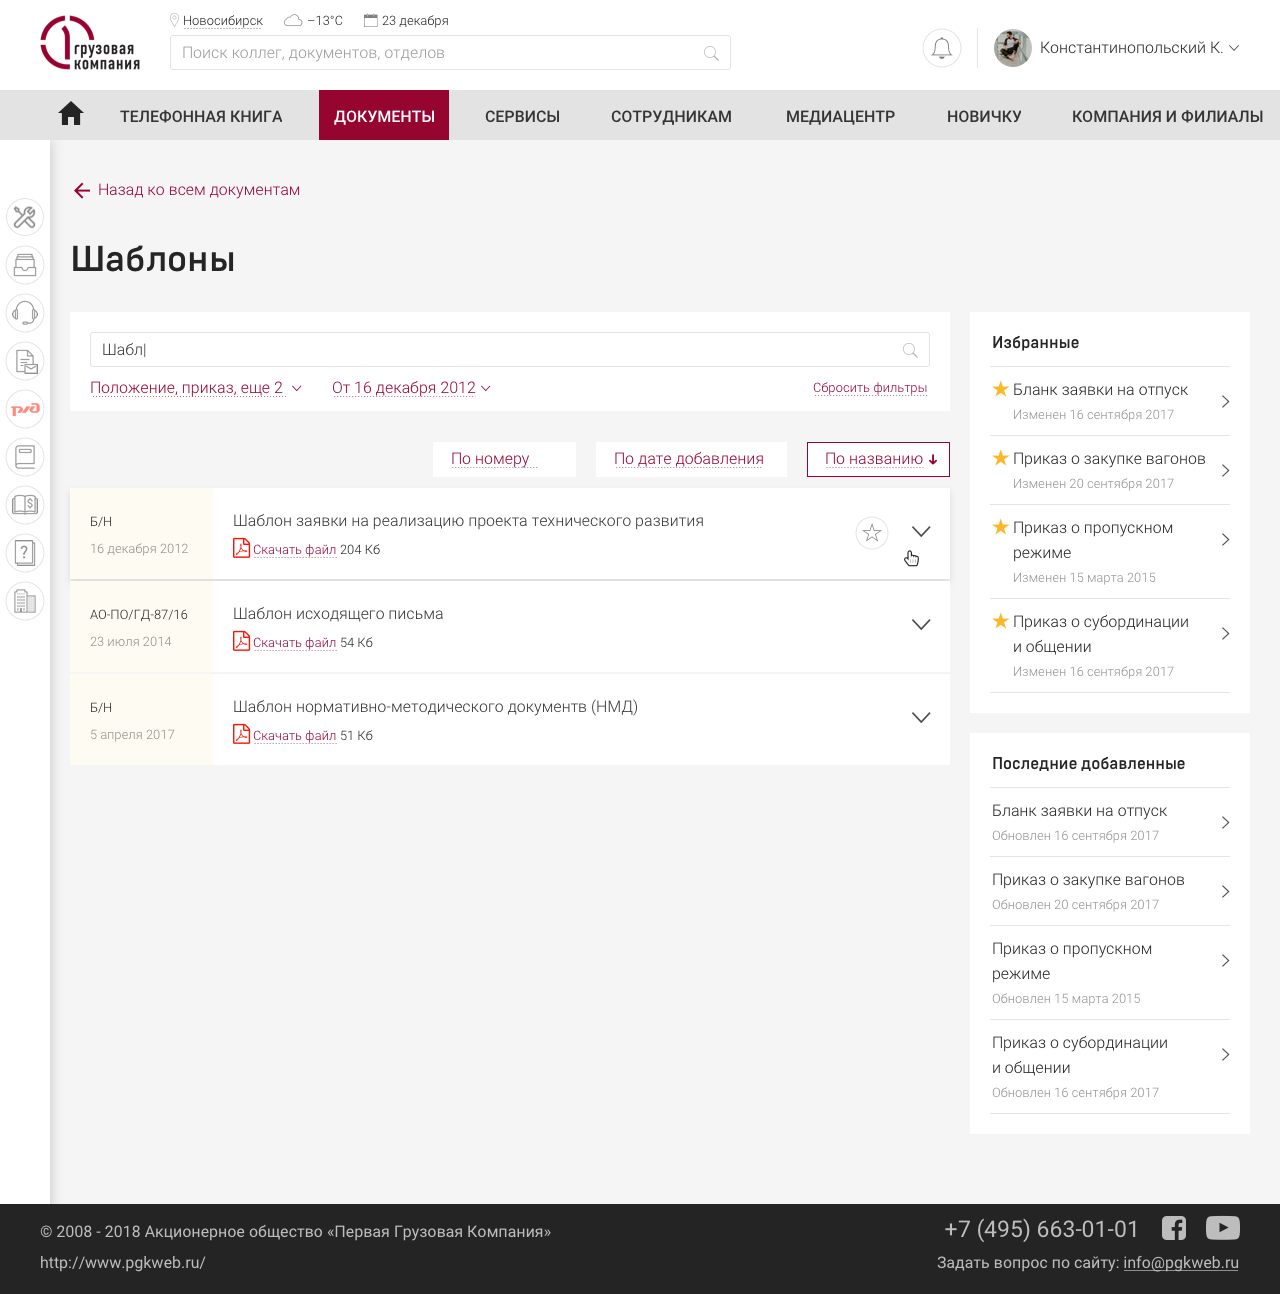 грузовая
компания
Новосибирск
−13°C
23 декабря
Поиск коллег, документов, отделов
Константинопольский К.
ТЕЛЕФОННАЯ КНИГА
ДОКУМЕНТЫ
СЕРВИСЫ
СОТРУДНИКАМ
МЕДИАЦЕНТР
НОВИЧКУ
КОМПАНИЯ И ФИЛИАЛЫ
Назад ко всем документам
Шаблоны
Шабл
Положение, приказ, еще 2
От 16 декабря 2012
Сбросить фильтры
По номеру
По дате добавления
По названию
Б/Н
16 декабря 2012
Шаблон заявки на реализацию проекта технического развития
Скачать файл 204 Кб
АО-ПО/ГД-87/16
23 июля 2014
Шаблон исходящего письма
Скачать файл 54 Кб
Б/Н
5 апреля 2017
Шаблон нормативно-методического документв (НМД)
Скачать файл 51 Кб
Избранные
Бланк заявки на отпуск
Изменен 16 сентября 2017
Приказ о закупке вагонов
Изменен 20 сентября 2017
Приказ о пропускном
режиме
Изменен 15 марта 2015
Приказ о субординации
и общении
Изменен 16 сентября 2017
Последние добавленные
Бланк заявки на отпуск
Обновлен 16 сентября 2017
Приказ о закупке вагонов
Обновлен 20 сентября 2017
Приказ о пропускном
режиме
Обновлен 15 марта 2015
Приказ о субординации
и общении
Обновлен 16 сентября 2017
© 2008 - 2018 Акционерное общество «Первая Грузовая Компания»
http://www.pgkweb.ru/
+7 (495) 663-01-01
Задать вопрос по сайту: info@pgkweb.ru